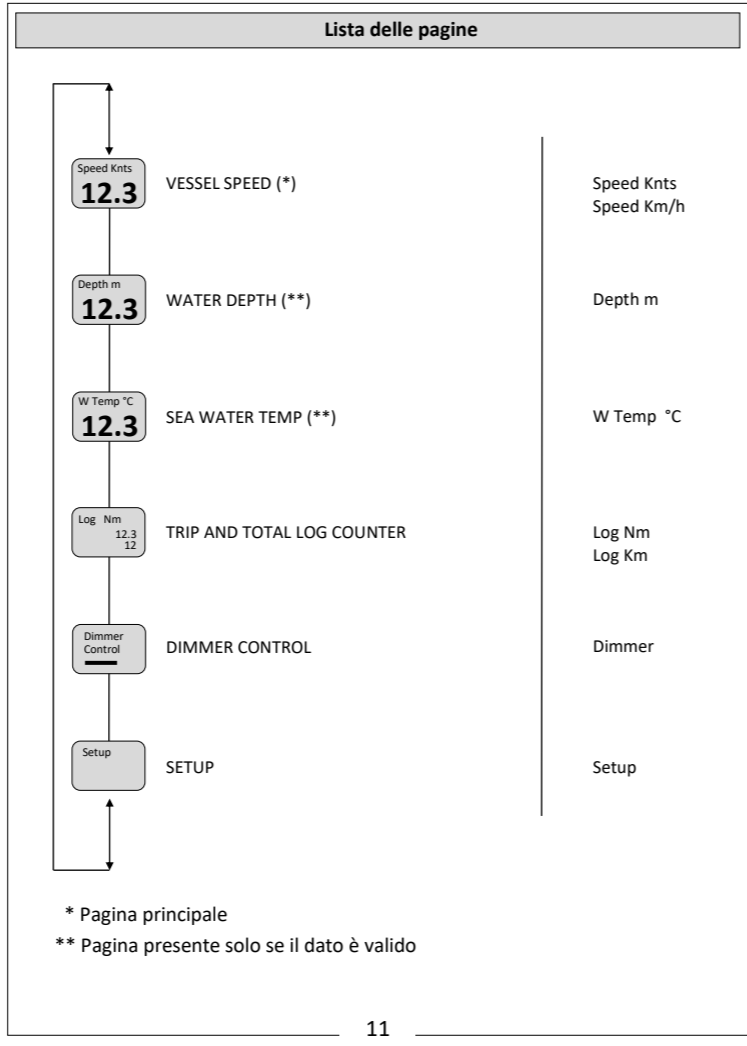 Lista delle pagine
Speed Knts
12.3
VESSEL SPEED (*)
Speed Knts
Speed Km/h
Depth m
12.3
WATER DEPTH (**)
Depth m
W Temp °C
12.3
SEA WATER TEMP (**)
W Temp °C
Log Nm
12.3
12
TRIP AND TOTAL LOG COUNTER
Log Nm
Log Km
Dimmer
Control
DIMMER CONTROL
Dimmer
Setup
SETUP
Setup
* Pagina principale
** Pagina presente solo se il dato è valido
11